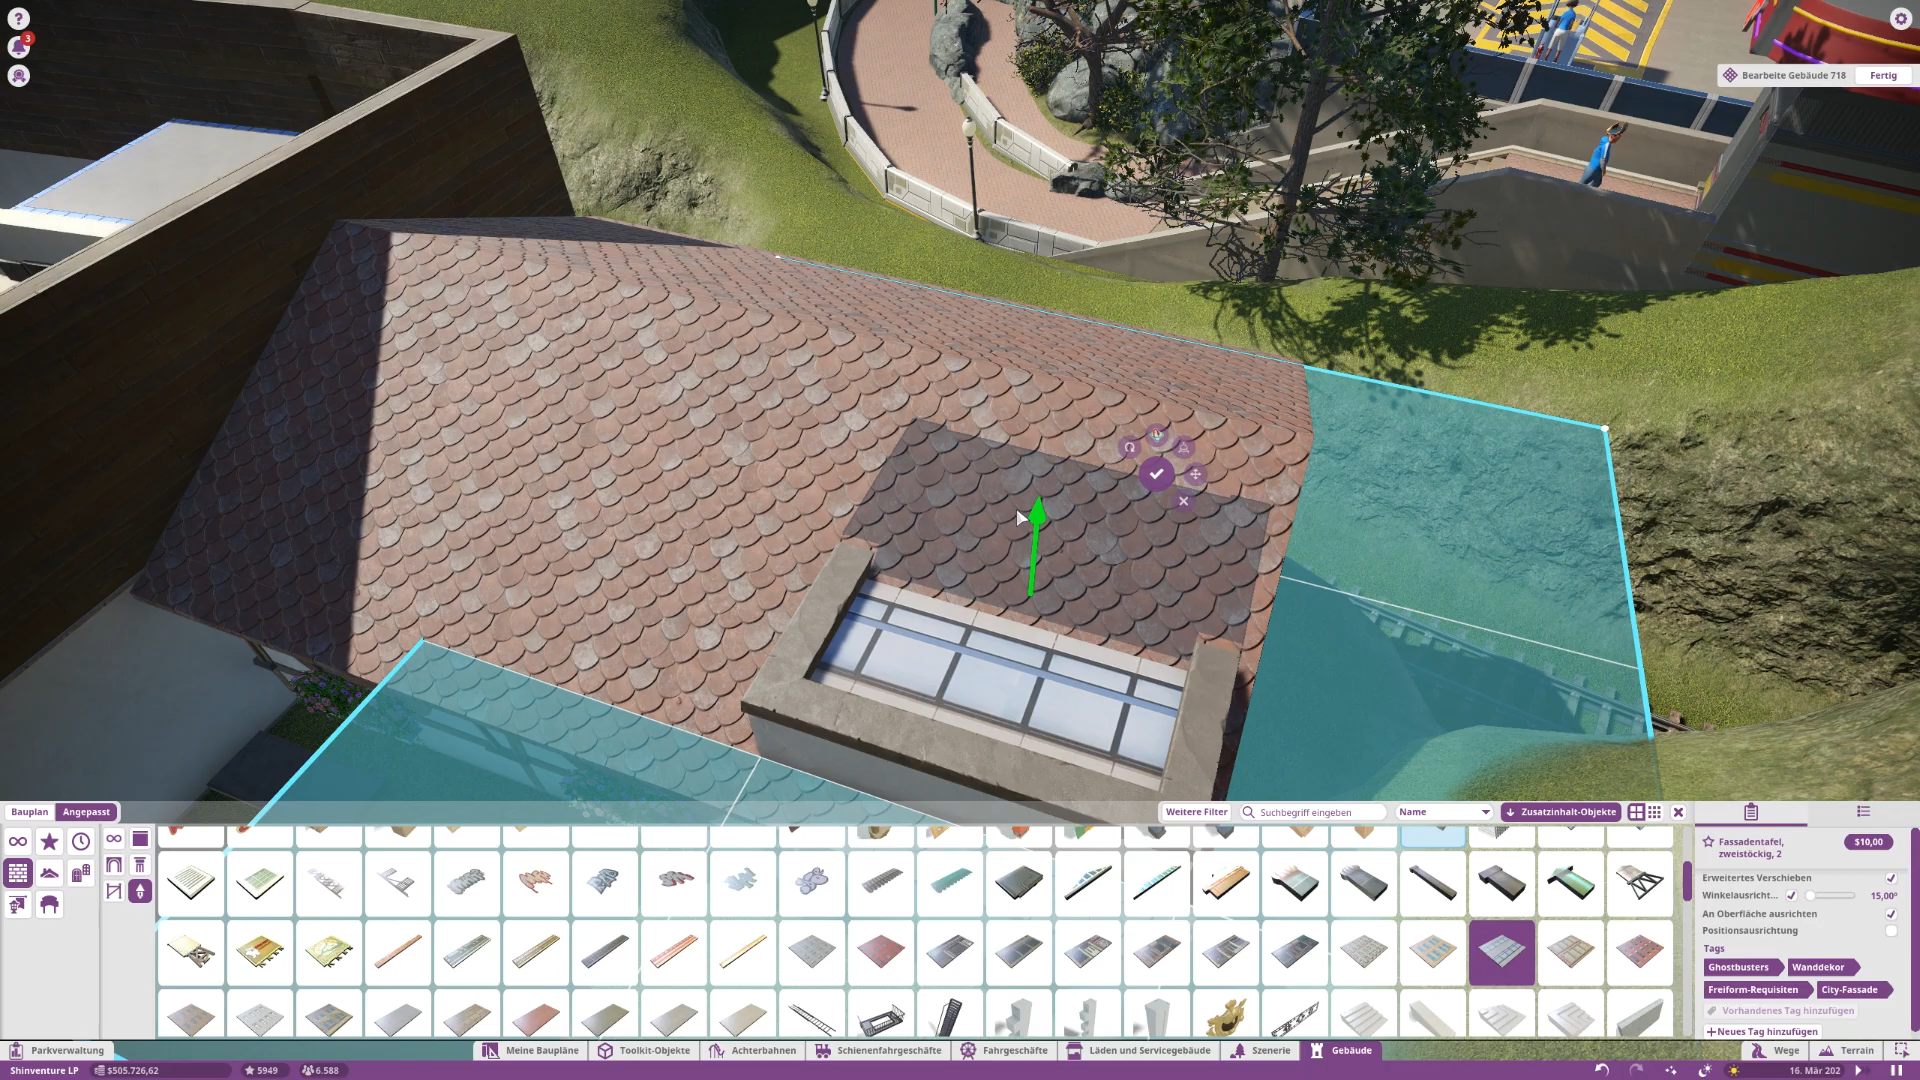 ?
3
Bearbeite Gebäude 718
Fertig
Bauplan
Angepasst
Weitere Filter
Suchbegriff eingeben
Name
Zusatzinhalt-Objekte
Fassadentafel,
zweistöckig, 2
$10,00
Erweitertes Verschieben
Winkelausricht...
15,00°
An Oberfläche ausrichten
Positionsausrichtung
Tags
Ghostbusters
Wanddekor
Freiform-Requisiten
City-Fassade
Vorhandenes Tag hinzufügen
+Neues Tag hinzufügen
Parkverwaltung
Meine Baupläne
Toolkit-Objekte
Achterbahnen
Schienenfahrgeschäfte
Fahrgeschäfte
Läden und Servicegebäude
Szenerie
Gebäude
Wege
Terrain
Shinventure LP
$505.726,62
5949
6.588
16. Mär 202